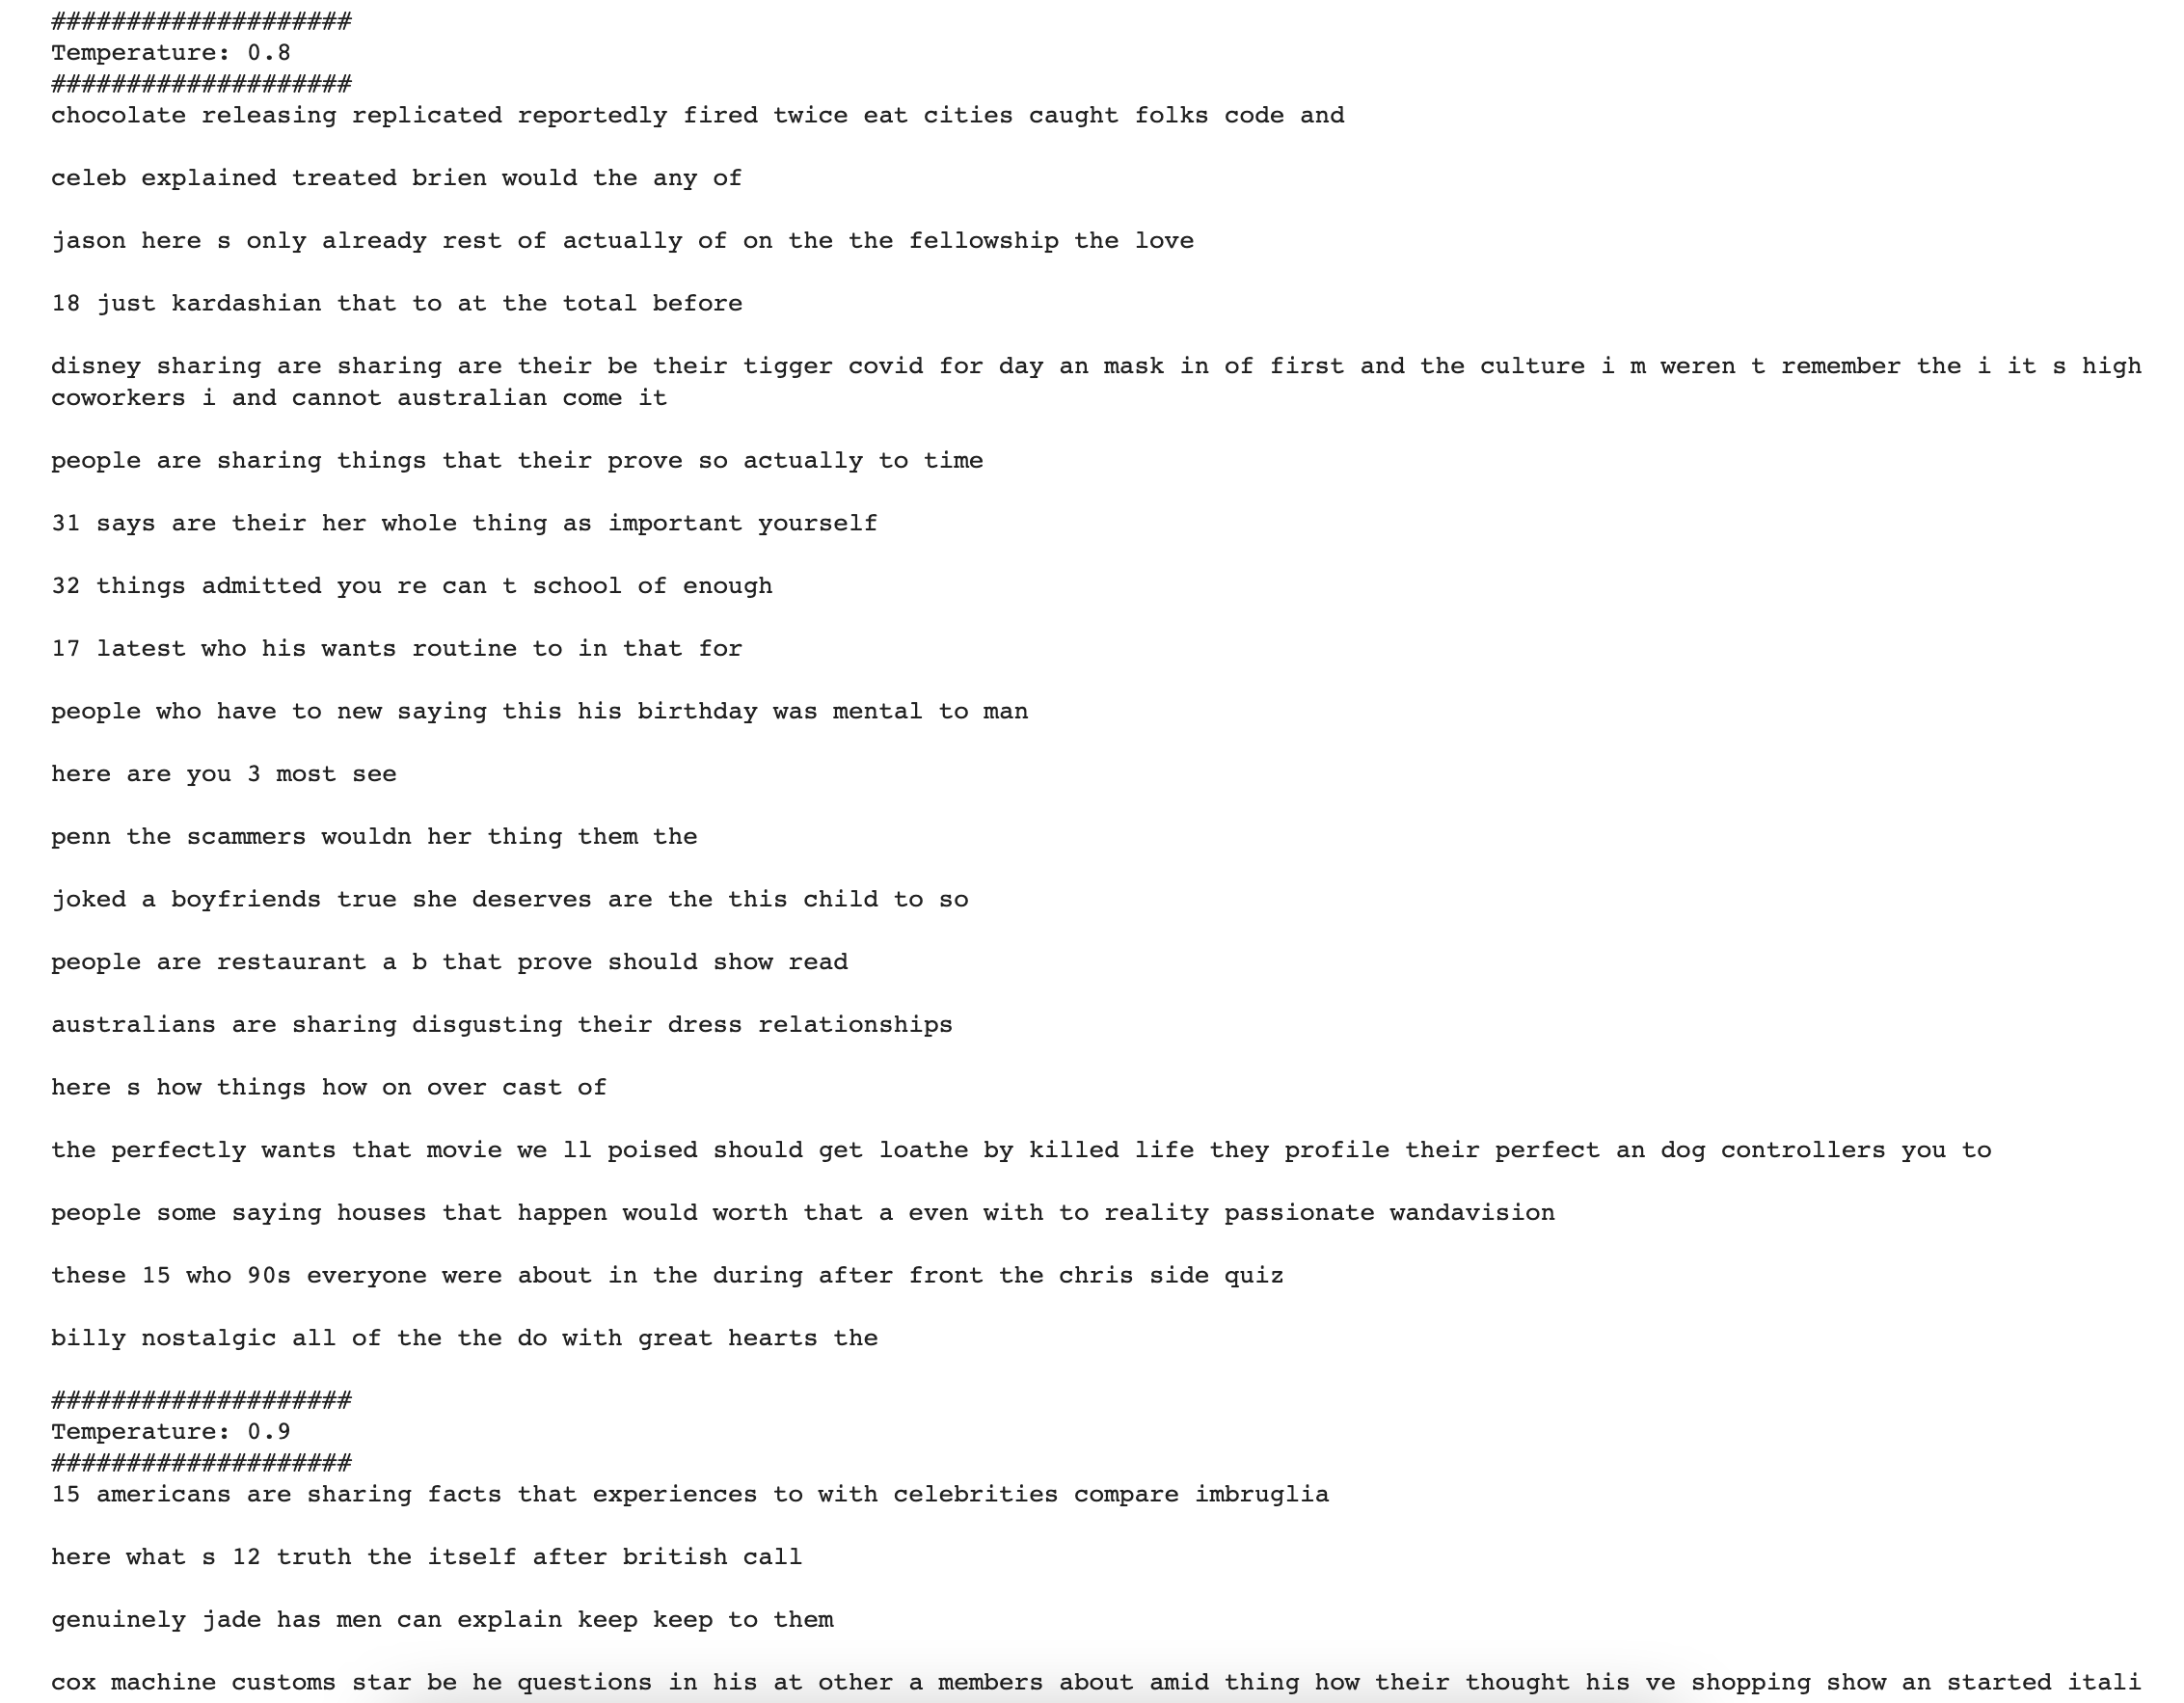 ####################
Temperature: 0.8
####################
chocolate releasing replicated reportedly fired twice eat cities caught folks code and
celeb explained treated brien would the any of
jason here s only already rest of actually of on the the fellowship the love
18 just kardashian that to at the total before
disney sharing are sharing are their be their tigger covid for day an mask in of first and the culture i m weren t remember the i it s high
coworkers i and cannot australian come it
people are sharing things that their prove so actually to time
31 says are their her whole thing as important yourself
32 things admitted you re can t school of enough
17 latest who his wants routine to in that for
people who have to new saying this his birthday was mental to man
here are you 3 most see
penn the scammers wouldn her thing them the
joked a boyfriends true she deserves are the this child to so
people are restaurant a b that prove should show read
australians are sharing disgusting their dress relationships
here s how things how on over cast of
the perfectly wants that movie we ll poised should get loathe by killed life they profile their perfect an dog controllers you to
people some saying houses that happen would worth that a even with to reality passionate wandavision
these 15 who 90s everyone were about in the during after front the chris side quiz
billy nostalgic all of the the do with great hearts the
####################
Temperature: 0.9
####################
15 americans are sharing facts that experiences to with celebrities compare imbruglia
here what s 12 truth the itself after british call
genuinely jade has men can explain keep keep to them
cox machine customs star be he questions in his at other a members about amid thing how their thought his ve shopping show an started itali